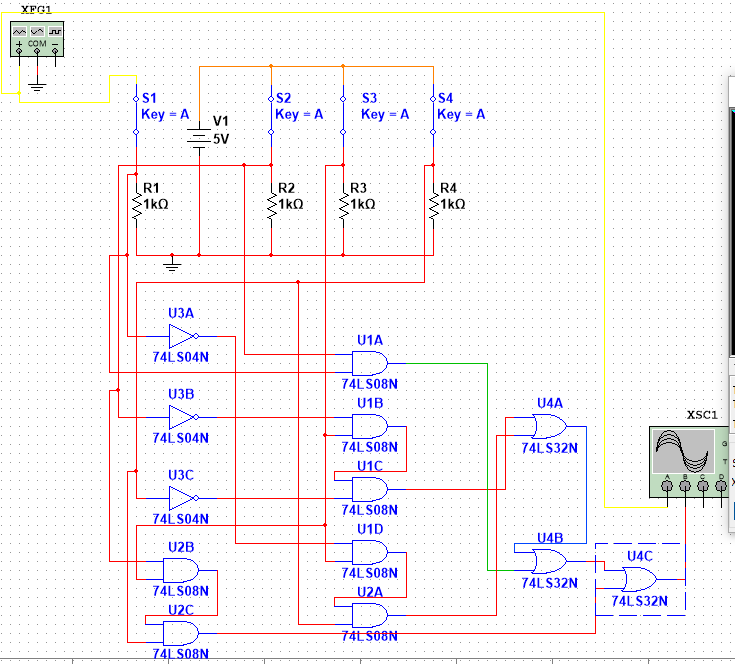 XFG1
COM
S1
Key = A
V1
5V
S2
Key = A
S3
Key = A
S4
Key = A
R1
1kΩ
R2
1kΩ
R3
1kΩ
R4
1kΩ
U3A
74LS04N
U1A
74LS08N
U3B
74LS04N
U1B
74LS08N
U4A
74LS32N
XSC1
G
T
A B C D
U3C
74LS04N
U1C
74LS08N
U1D
74LS08N
U2B
74LS08N
U4B
74LS32N
U4C
74LS32N
U2C
74LS08N
U2A
74LS08N